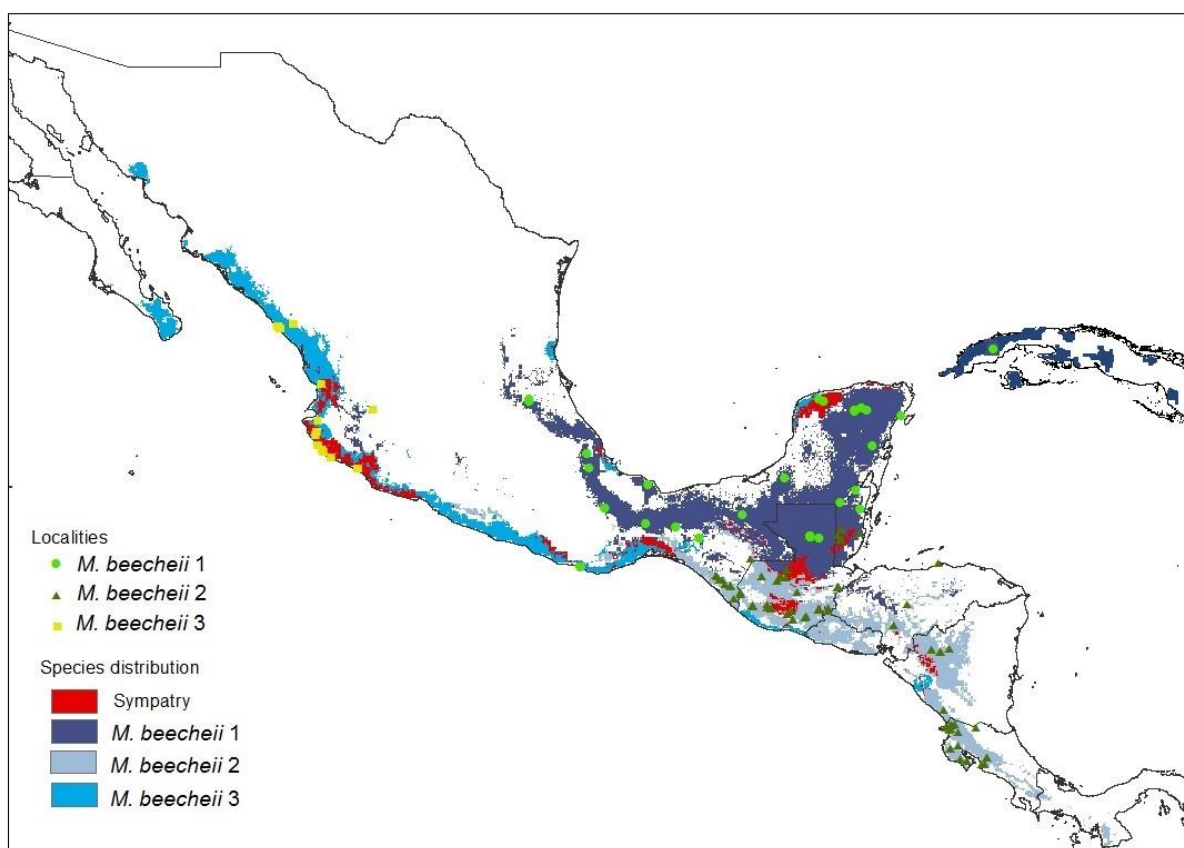 Localities
M. beecheii 1
M. beecheii 2
M. beecheii 3
Species distribution
Sympatry
M. beecheii 1
M. beecheii 2
M. beecheii 3